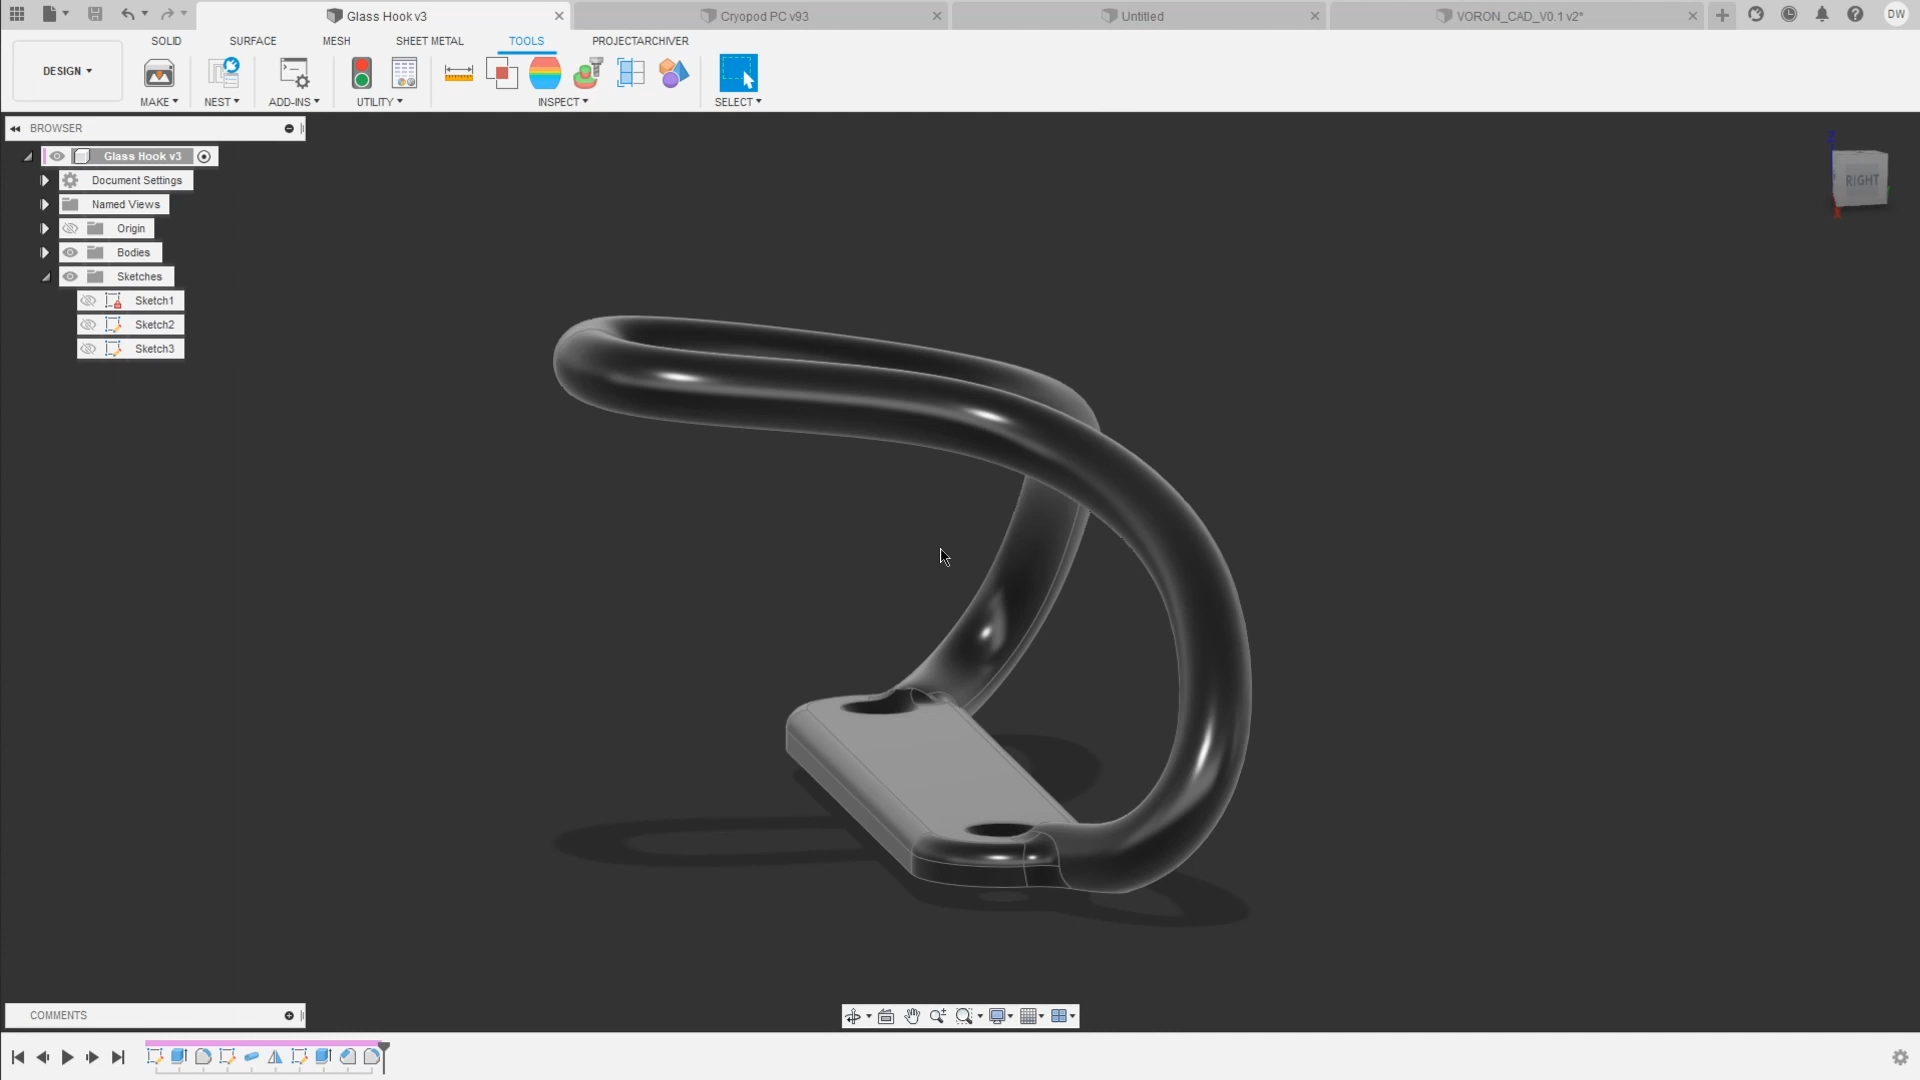 Glass Hook v3
Cryopod PC v93
Untitled
VORON_CAD_V0.1 v2*
DW
SOLID
SURFACE
MESH
SHEET METAL
TOOLS
PROJECTARCHIVER
DESIGN
MAKE
NEST
ADD-INS
UTILITY
INSPECT
SELECT
BROWSER
Glass Hook v3
Document Settings
Named Views
Origin
Bodies
Sketches
Sketch1
Sketch2
Sketch3
Z
RIGHT
X
COMMENTS